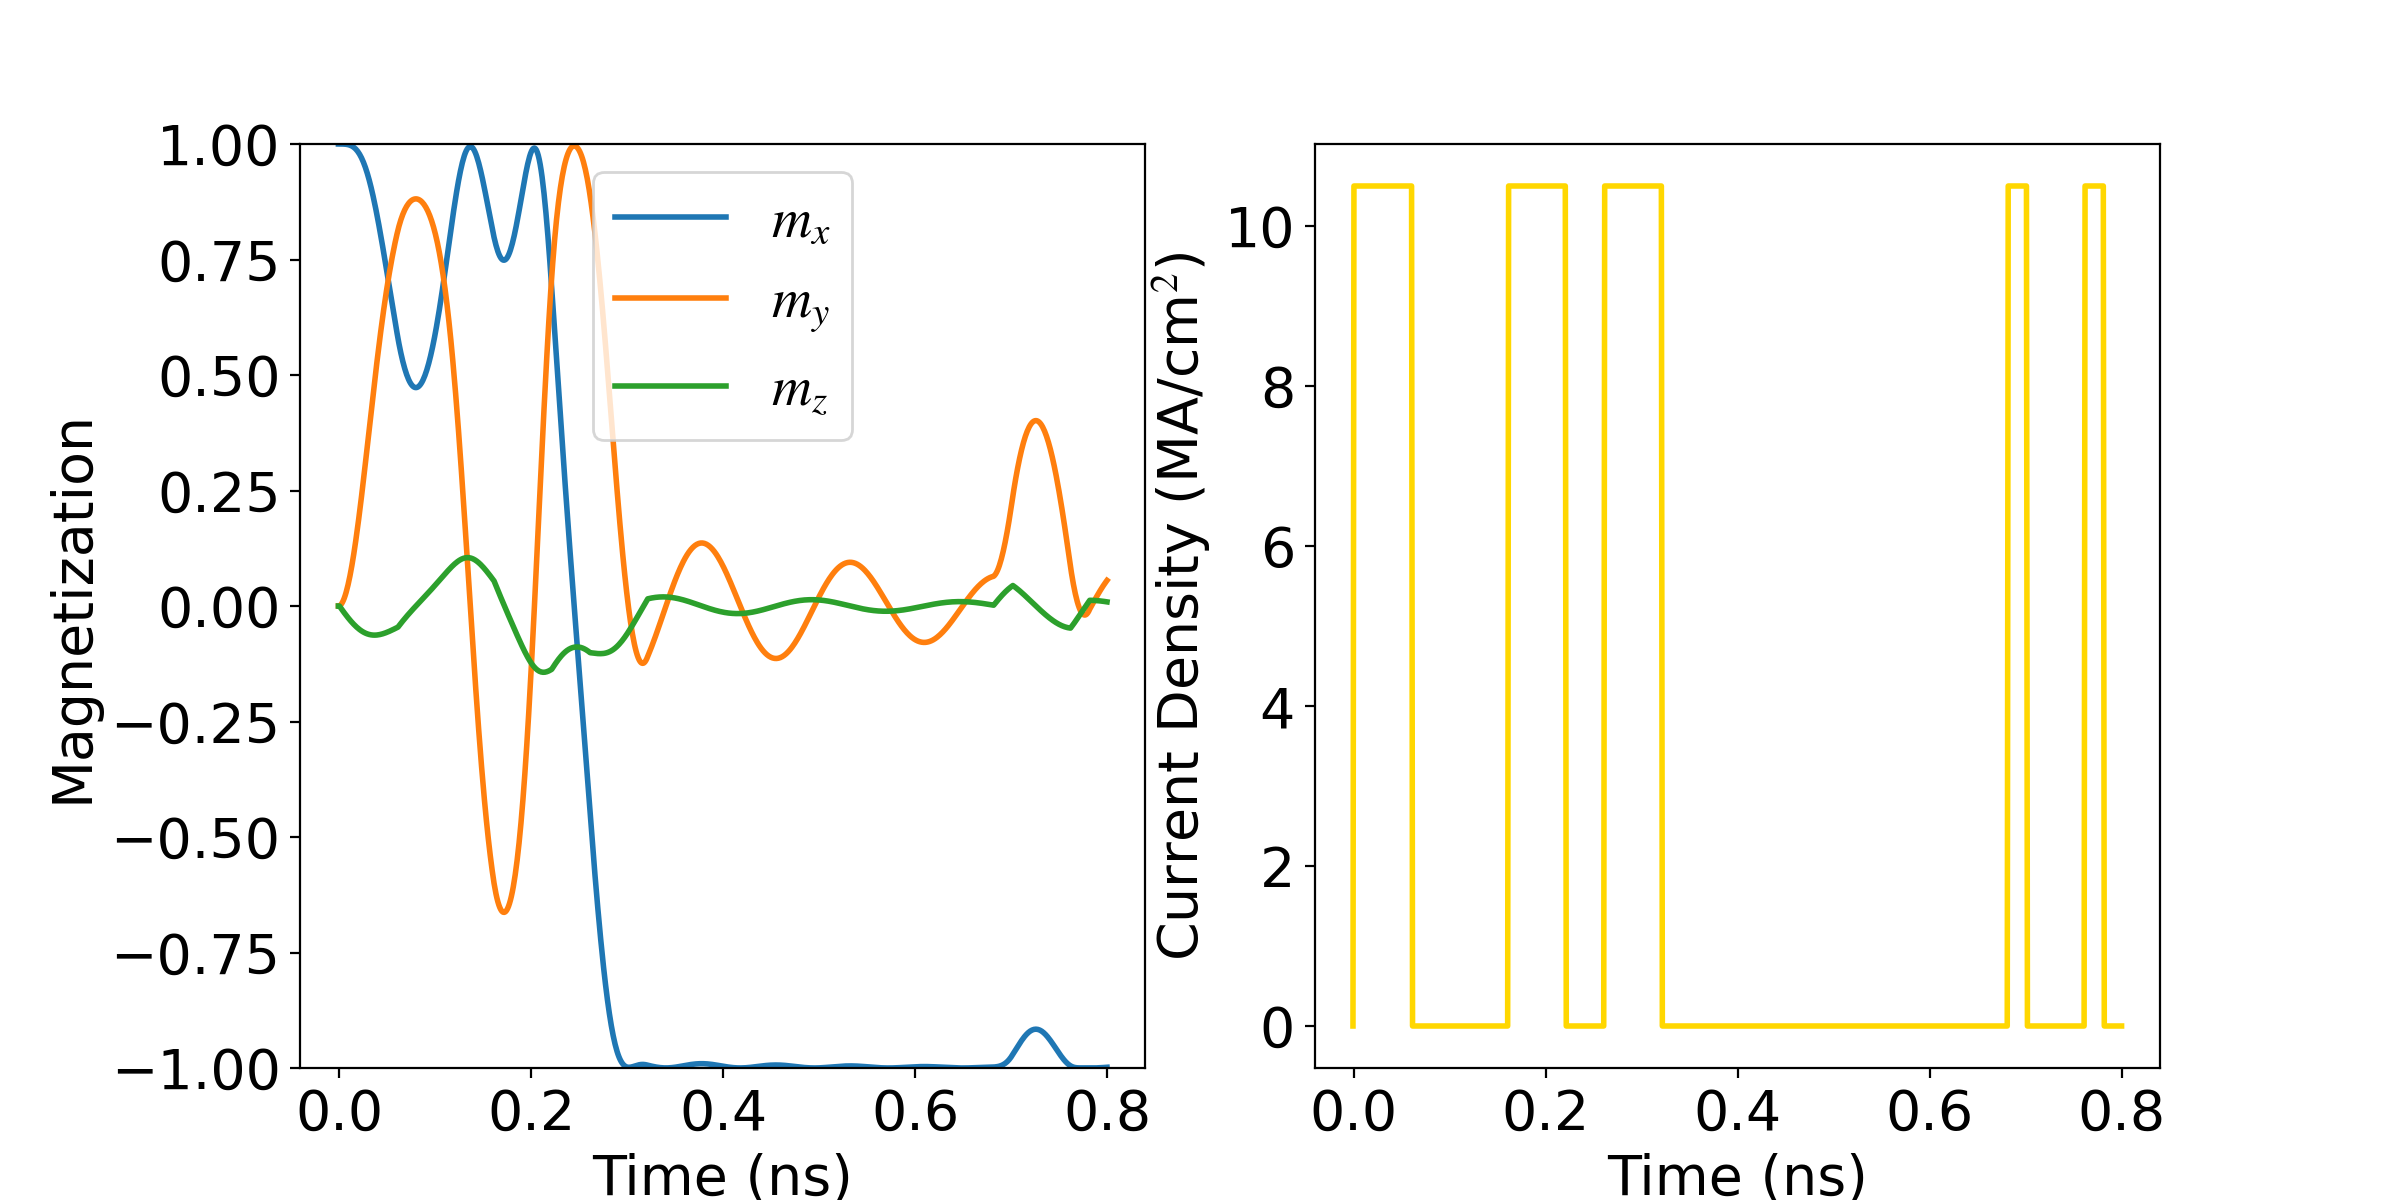 Magnetization
1.00
0.75
0.50
0.25
0.00
−0.25
−0.50
−0.75
−1.00
0.0 0.2 0.4 0.6 0.8
Time (ns)
m_x
m_y
m_z
Current Density (MA/cm²)
10
8
6
4
2
0
0.0 0.2 0.4 0.6 0.8
Time (ns)